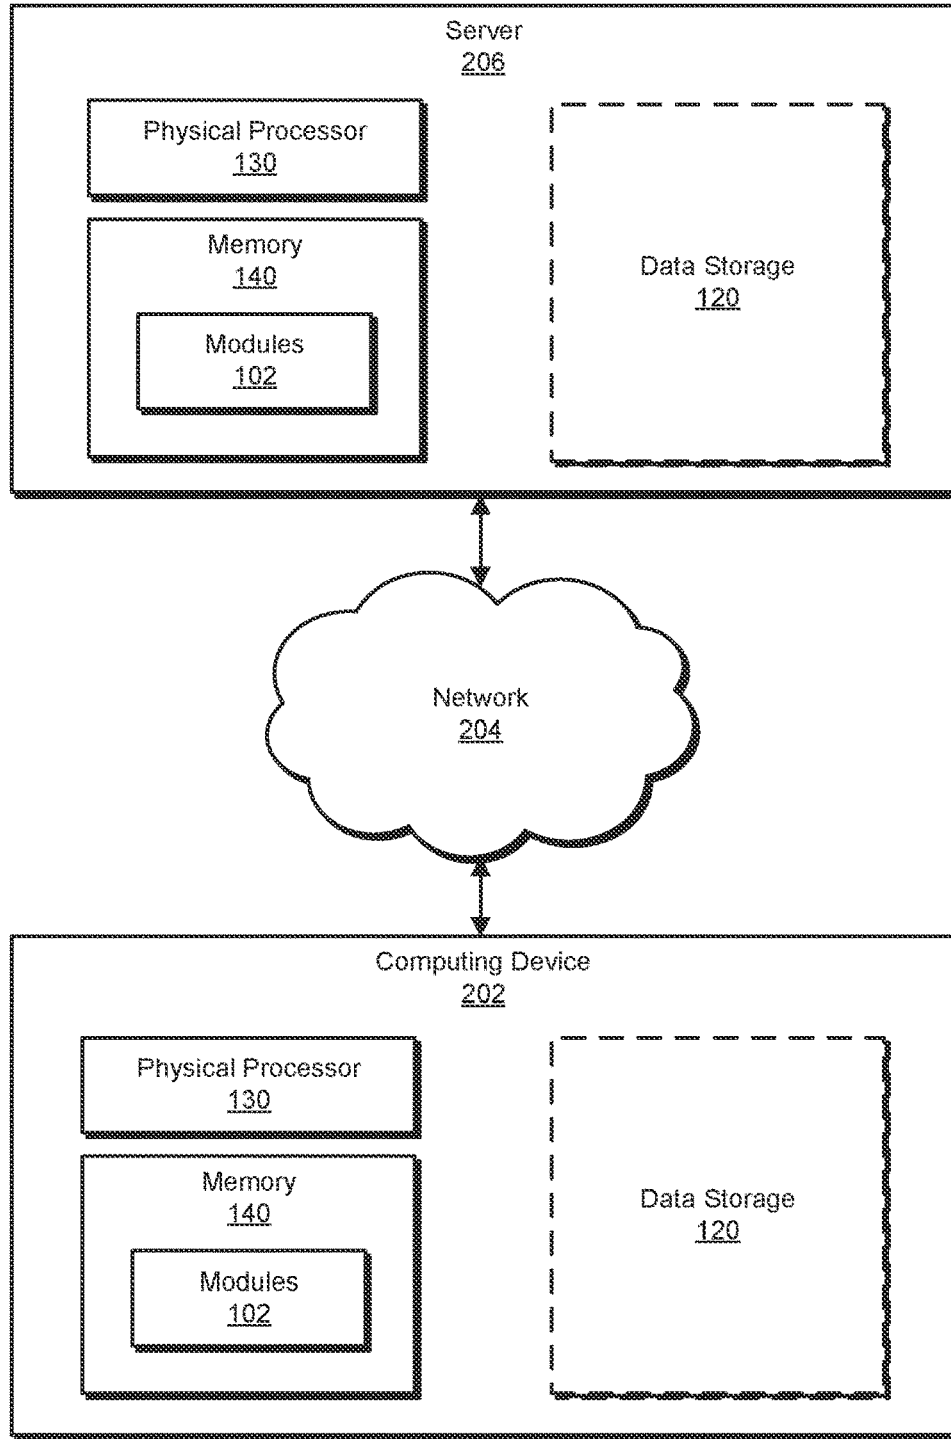 Server
206
Physical Processor
130
Memory
140
Modules
102
Data Storage
120
Network
204
Computing Device
202
Physical Processor
130
Memory
140
Modules
102
Data Storage
120